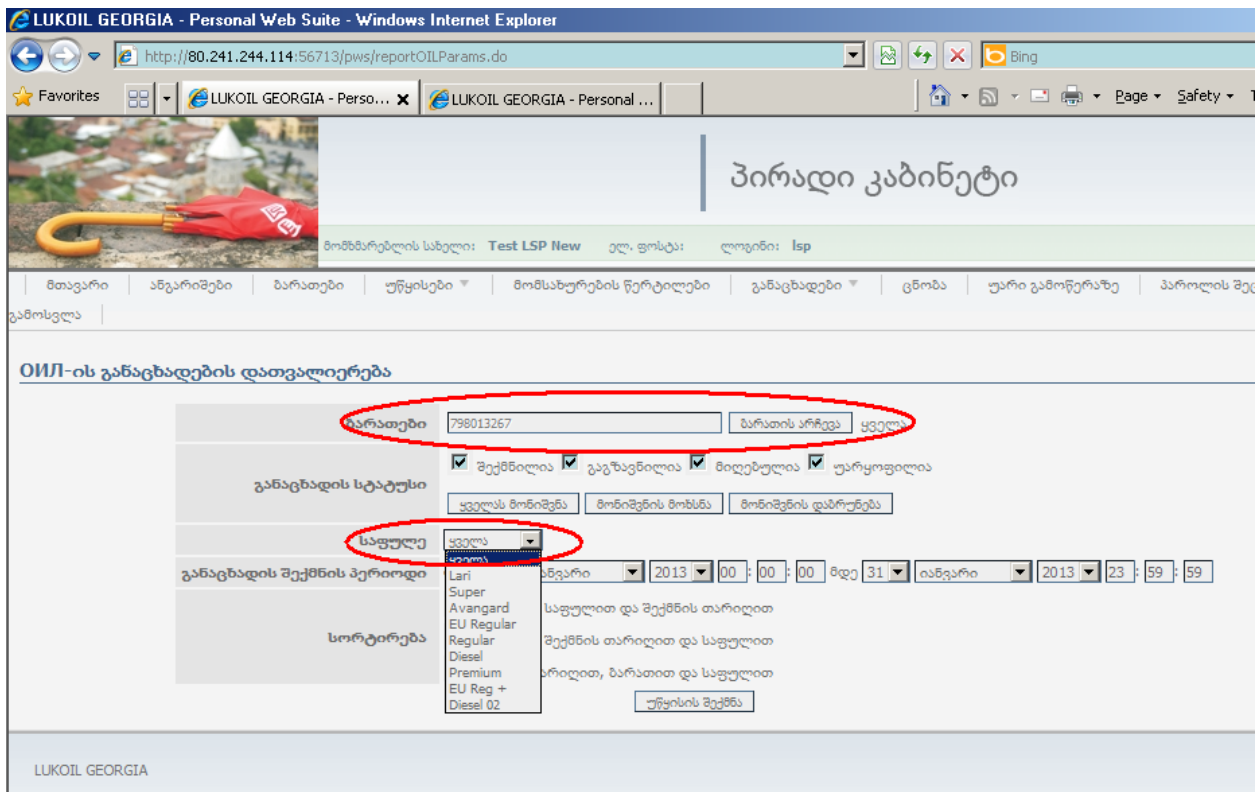 LUKOIL GEORGIA - Personal Web Suite - Windows Internet Explorer
http://80.241.244.114:56713/pws/reportOILParams.do
Bing
Favorites
LUKOIL GEORGIA - Perso...
LUKOIL GEORGIA - Personal ...
Page
Safety
პირადი კაბინეტი
მომხმარებლის სახელი: Test LSP New ელ. ფოსტა: ლოგინი: lsp
მთავარი ანგარიშები ბარათები უწყისები მომსახურების წერტილები განაცხადები ცნობა უარი გამოწერაზე პაროლის შეც
გამოსვლა
ОИЛ-ის განაცხადების დათვალიერება
ბარათები 798013267 ბარათის არჩევა ყველა
განაცხადის სტატუსი შექმნილია გაგზავნილია მიღებულია უარყოფილია
ყველას მონიშვნა მონიშვნის მოხსნა მონიშვნის დაბრუნება
საფულე ყველა
ყველა
განაცხადის შექმნის პერიოდი იანვარი 2013 00 : 00 : 00 მდე 31 იანვარი 2013 23 : 59 : 59
Lari
Super
Avangard
EU Regular
Regular
Diesel
Premium
EU Reg +
Diesel 02
სორტირება
საფულით და შექმნის თარიღით
შექმნის თარიღით და საფულით
არიღით, ბარათით და საფულით
უწყისის შექმნა
LUKOIL GEORGIA